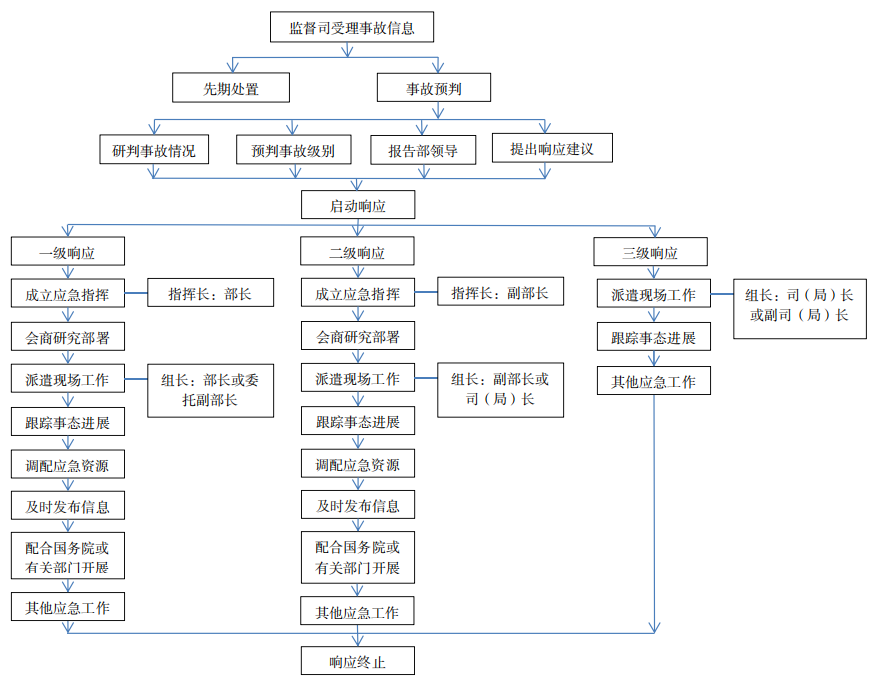 监督司受理事故信息
先期处置
事故预判
研判事故情况
预判事故级别
报告部领导
提出响应建议
启动响应
一级响应
二级响应
三级响应
成立应急指挥
指挥长：部长
成立应急指挥
指挥长：副部长
派遣现场工作
组长：司（局）长
或副司（局）长
会商研究部署
会商研究部署
跟踪事态进展
派遣现场工作
组长：部长或委
托副部长
派遣现场工作
组长：副部长或
司（局）长
其他应急工作
跟踪事态进展
跟踪事态进展
调配应急资源
调配应急资源
及时发布信息
及时发布信息
配合国务院或
有关部门开展
配合国务院或
有关部门开展
其他应急工作
其他应急工作
响应终止